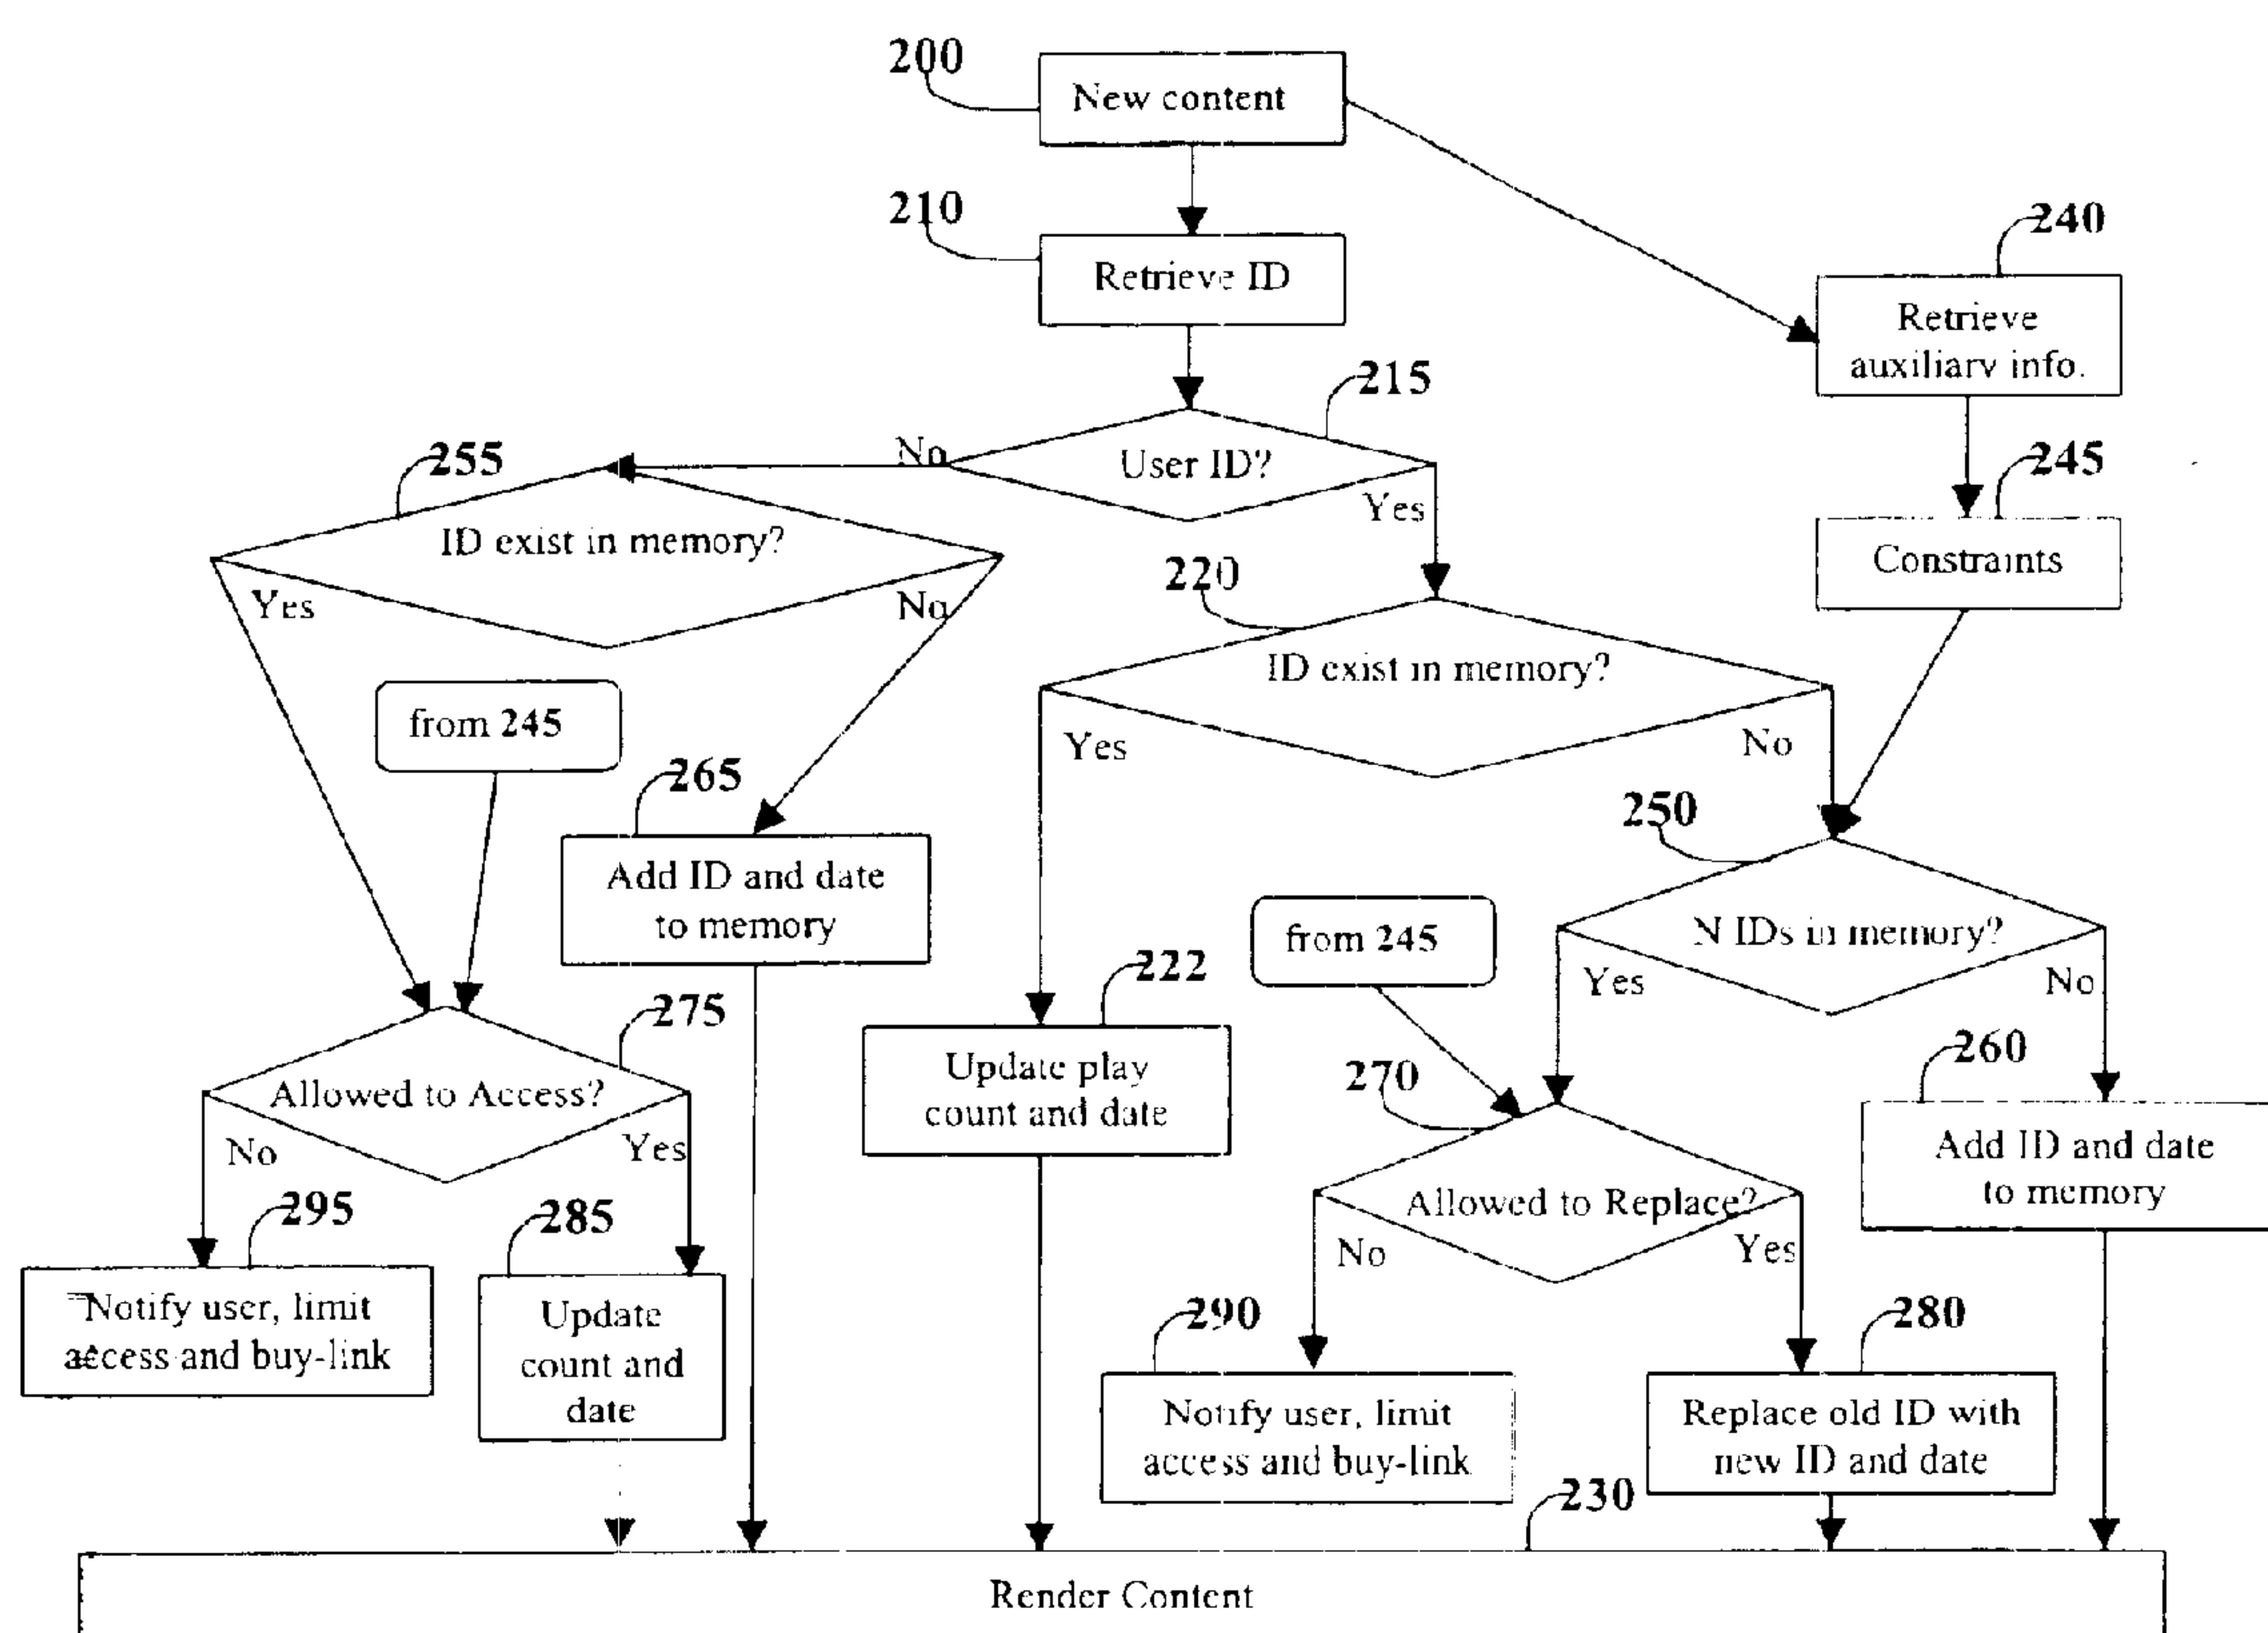 200
New content
210
Retrieve ID
240
Retrieve
auxiliary info.
215
User ID?
No
Yes
255
ID exist in memory?
Yes
No
245
Constraints
220
ID exist in memory?
Yes
No
from 245
265
Add ID and date
to memory
250
N IDs in memory?
Yes
No
from 245
222
Update play
count and date
275
Allowed to Access?
No
Yes
270
Allowed to Replace?
No
Yes
260
Add ID and date
to memory
295
Notify user, limit
access and buy-link
285
Update
count and
date
290
Notify user, limit
access and buy-link
280
Replace old ID with
new ID and date
230
Render Content